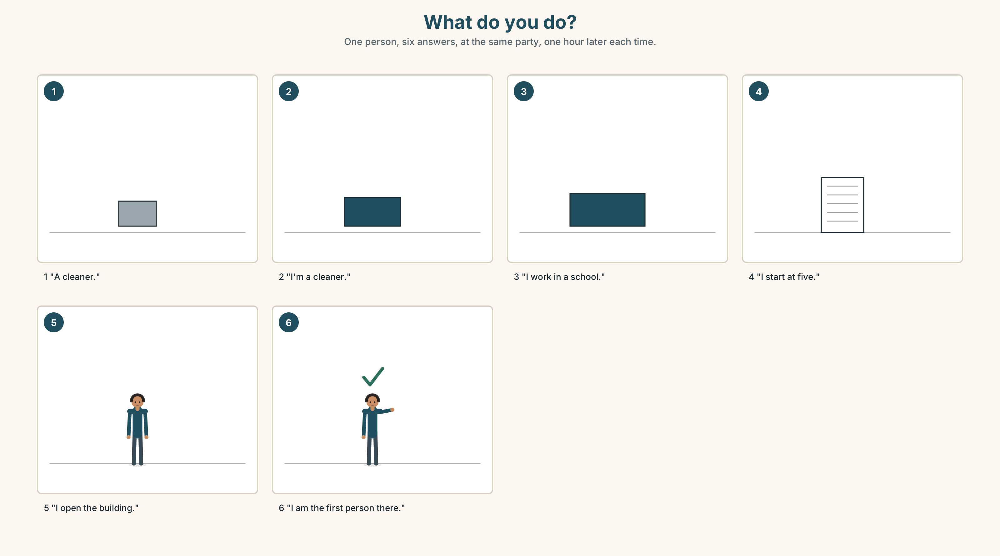 What do you do?
One person, six answers, at the same party, one hour later each time.
1
2
3
4
1 "A cleaner."
2 "I'm a cleaner."
3 "I work in a school."
4 "I start at five."
5
6
5 "I open the building."
6 "I am the first person there."